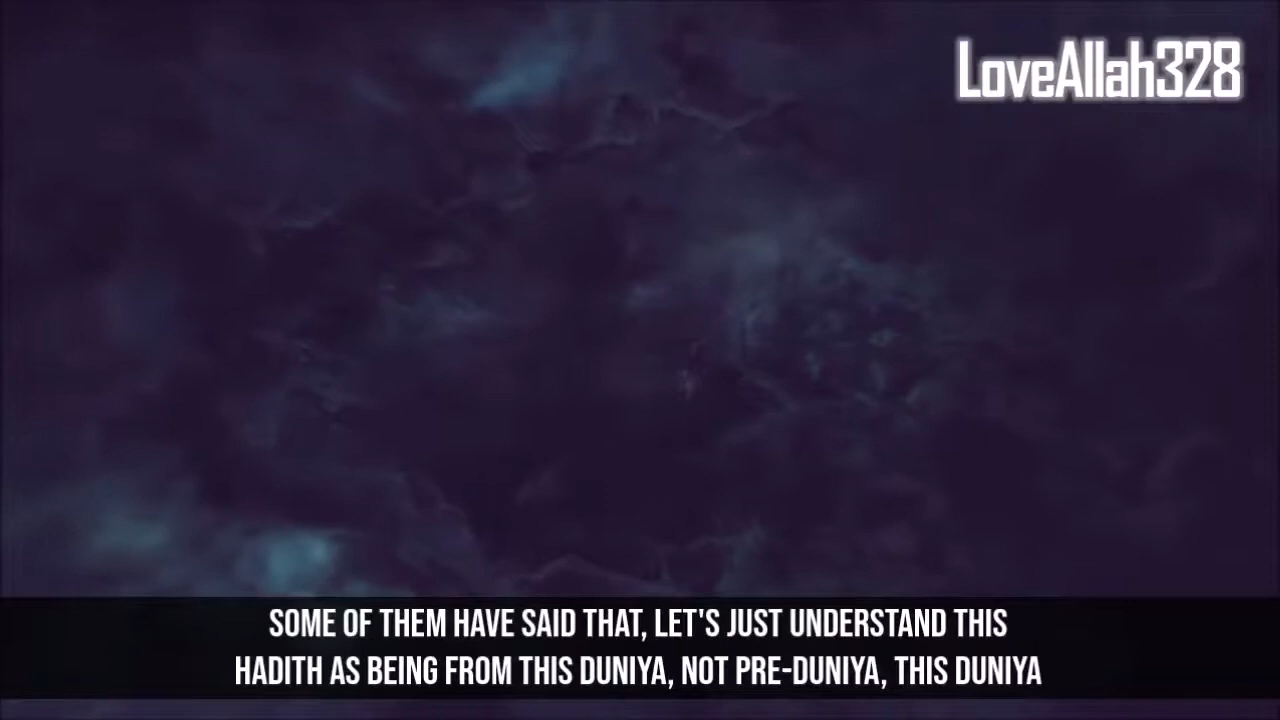 LoveAllah328
SOME OF THEM HAVE SAID THAT, LET'S JUST UNDERSTAND THIS
HADITH AS BEING FROM THIS DUNIYA, NOT PRE-DUNIYA, THIS DUNIYA